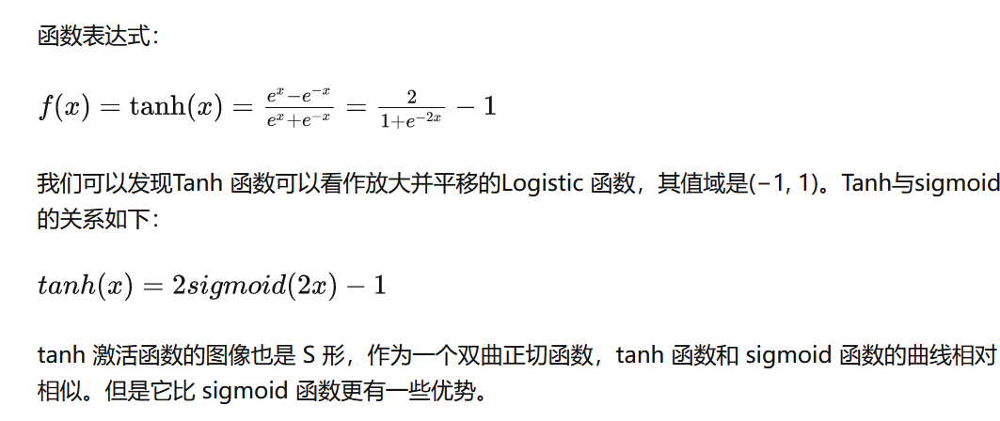 函数表达式：
f(x) = tanh(x) = \frac{e^x-e^{-x}}{e^x+e^{-x}} = \frac{2}{1+e^{-2x}} − 1
我们可以发现Tanh 函数可以看作放大并平移的Logistic 函数，其值域是(−1, 1)。Tanh与sigmoid
的关系如下：
tanh(x) = 2sigmoid(2x) − 1
tanh 激活函数的图像也是 S 形，作为一个双曲正切函数，tanh 函数和 sigmoid 函数的曲线相对
相似。但是它比 sigmoid 函数更有一些优势。